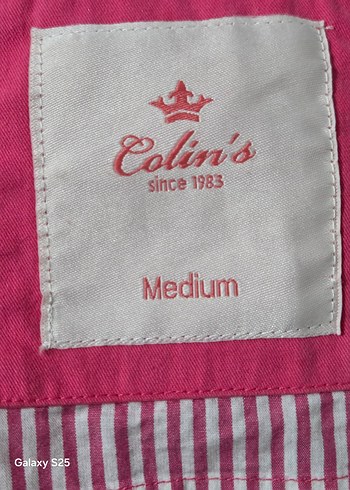 Colin's
since 1983
Medium
Galaxy S25